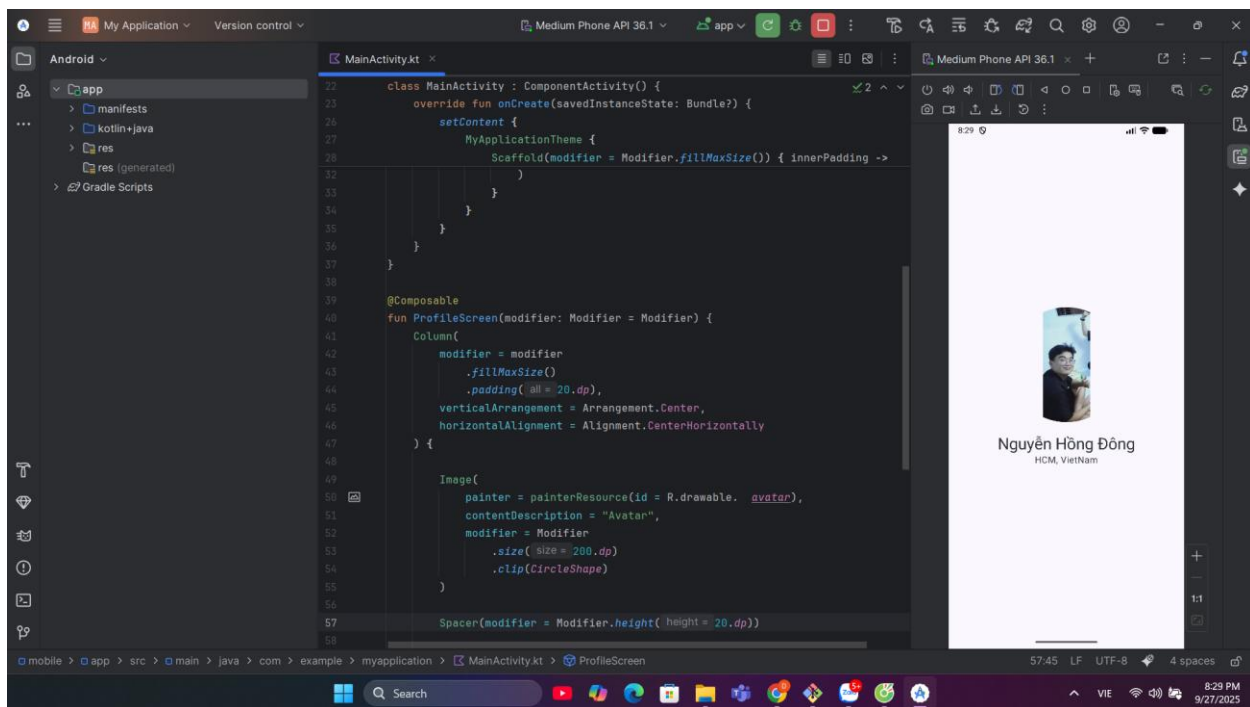 MA My Application Version control Medium Phone API 36.1 app
Android
app
manifests
kotlin+java
res
res (generated)
Gradle Scripts
MainActivity.kt
2
22 class MainActivity : ComponentActivity() {
23 override fun onCreate(savedInstanceState: Bundle?) {
26 setContent {
27 MyApplicationTheme {
28 Scaffold(modifier = Modifier.fillMaxSize()) { innerPadding ->
32 )
33 }
34 }
35 }
36 }
37 }
38
39 @Composable
40 fun ProfileScreen(modifier: Modifier = Modifier) {
41 Column(
42 modifier = modifier
43 .fillMaxSize()
44 .padding( all = 20.dp),
45 verticalArrangement = Arrangement.Center,
46 horizontalAlignment = Alignment.CenterHorizontally
47 ) {
48
49 Image(
50 painter = painterResource(id = R.drawable. avatar),
51 contentDescription = "Avatar",
52 modifier = Modifier
53 .size( size = 200.dp)
54 .clip(CircleShape)
55 )
56
57 Spacer(modifier = Modifier.height( height = 20.dp))
58
Medium Phone API 36.1
8:29
Nguyễn Hồng Đông
HCM, VietNam
1:1
mobile > app > src > main > java > com > example > myapplication > MainActivity.kt > ProfileScreen 57:45 LF UTF-8 4 spaces
Search
VIE
8:29 PM
9/27/2025